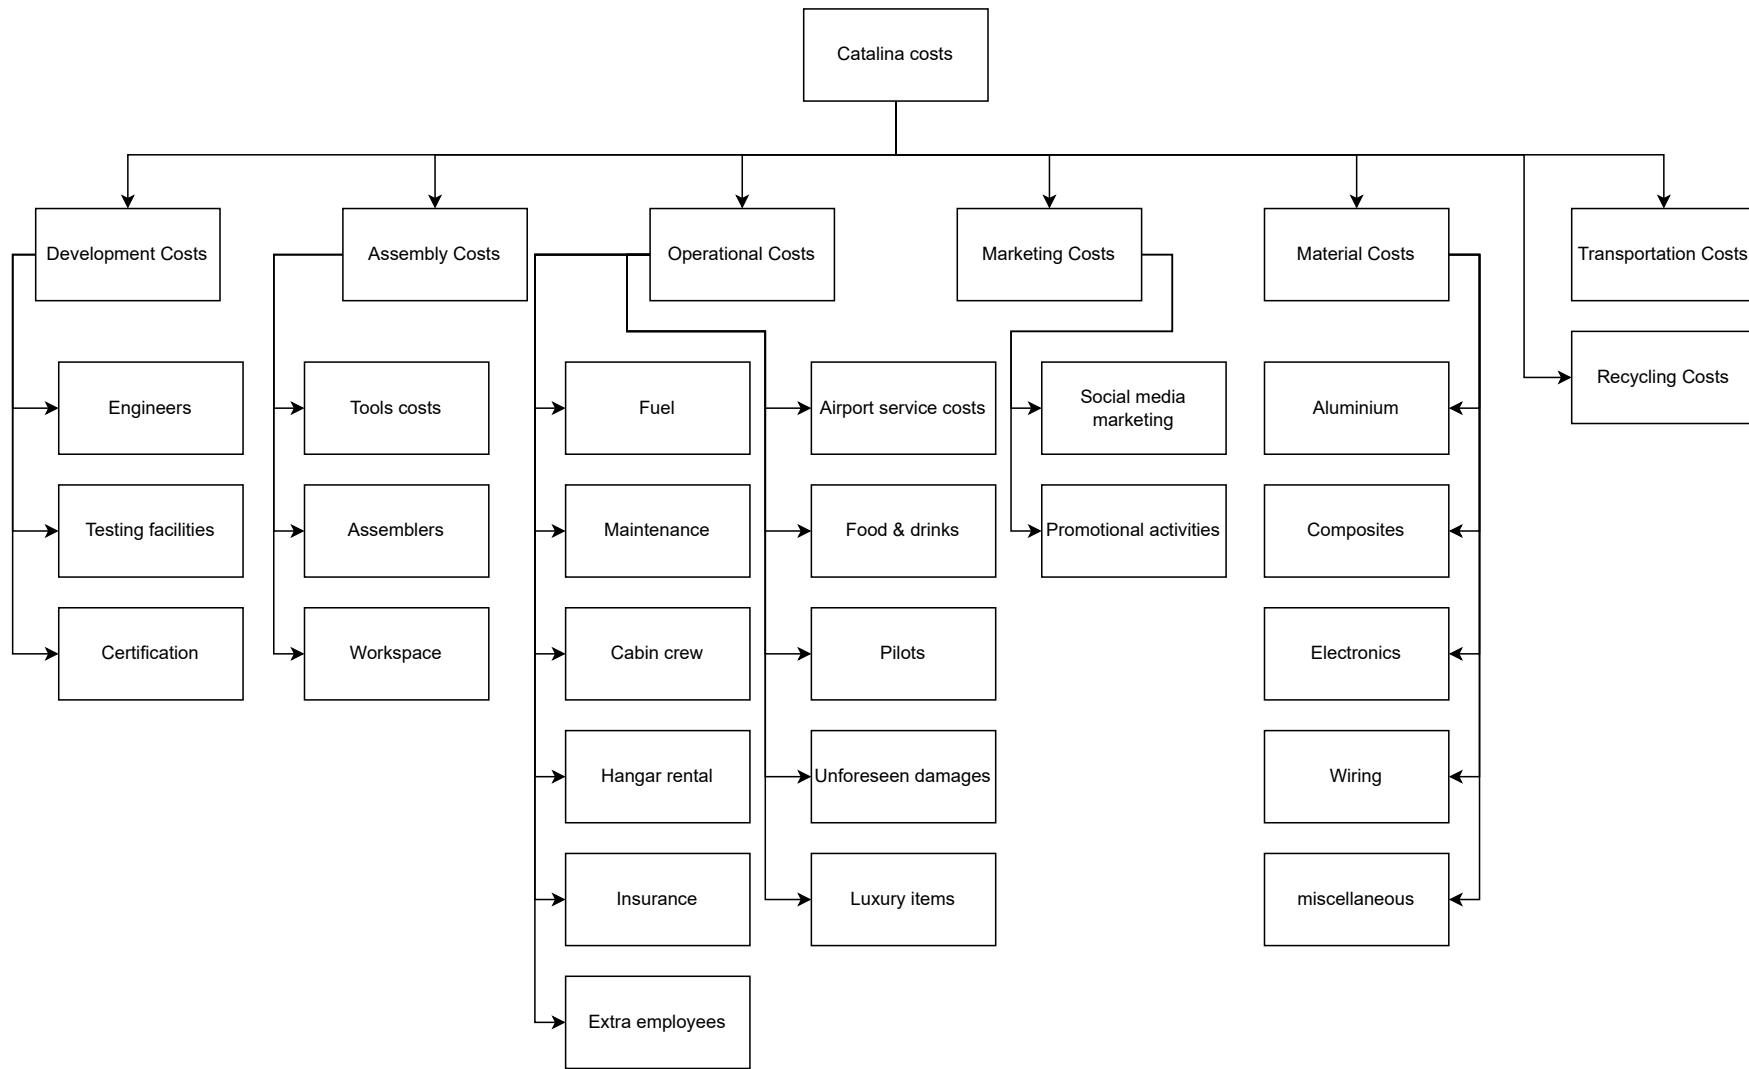 Catalina costs
Development Costs
Assembly Costs
Operational Costs
Marketing Costs
Material Costs
Transportation Costs
Recycling Costs
Engineers
Tools costs
Fuel
Airport service costs
Social media
marketing
Aluminium
Testing facilities
Assemblers
Maintenance
Food & drinks
Promotional activities
Composites
Certification
Workspace
Cabin crew
Pilots
Electronics
Hangar rental
Unforeseen damages
Wiring
Insurance
Luxury items
miscellaneous
Extra employees